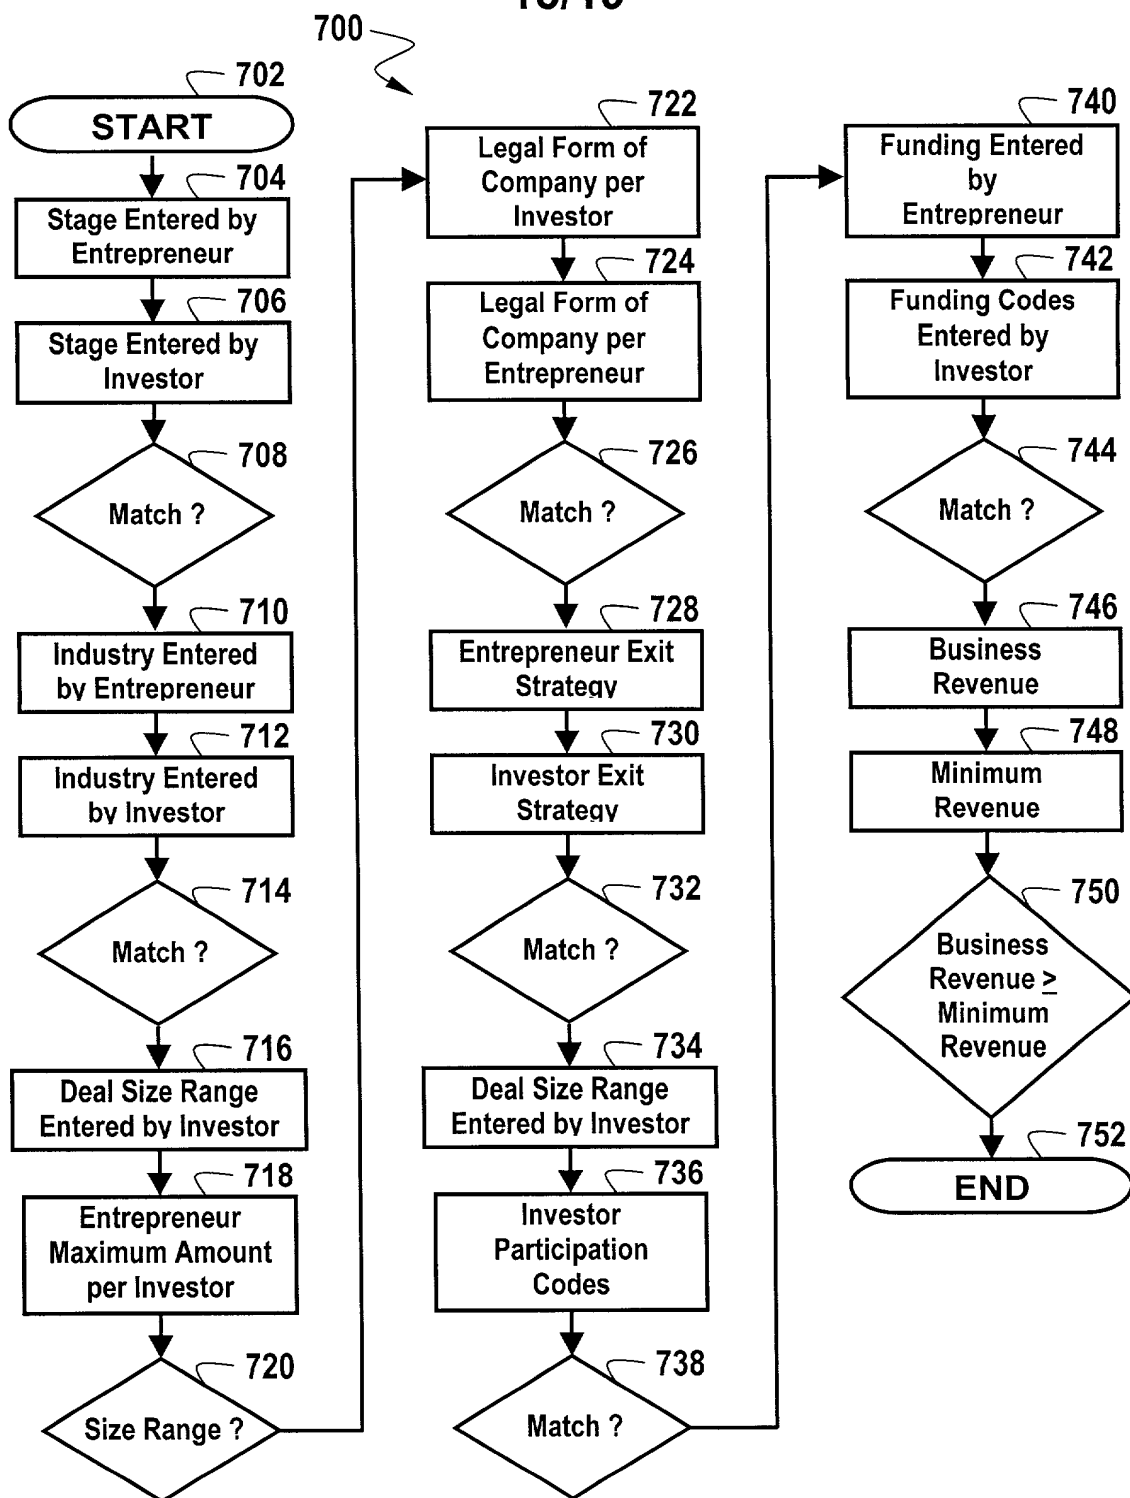 700
702
START
704
Stage Entered by
Entrepreneur
706
Stage Entered by
Investor
708
Match ?
710
Industry Entered
by Entrepreneur
712
Industry Entered
by Investor
714
Match ?
716
Deal Size Range
Entered by Investor
718
Entrepreneur
Maximum Amount
per Investor
720
Size Range ?
722
Legal Form of
Company per
Investor
724
Legal Form of
Company per
Entrepreneur
726
Match ?
728
Entrepreneur Exit
Strategy
730
Investor Exit
Strategy
732
Match ?
734
Deal Size Range
Entered by Investor
736
Investor
Participation
Codes
738
Match ?
740
Funding Entered
by
Entrepreneur
742
Funding Codes
Entered by
Investor
744
Match ?
746
Business
Revenue
748
Minimum
Revenue
750
Business
Revenue ≥
Minimum
Revenue
752
END